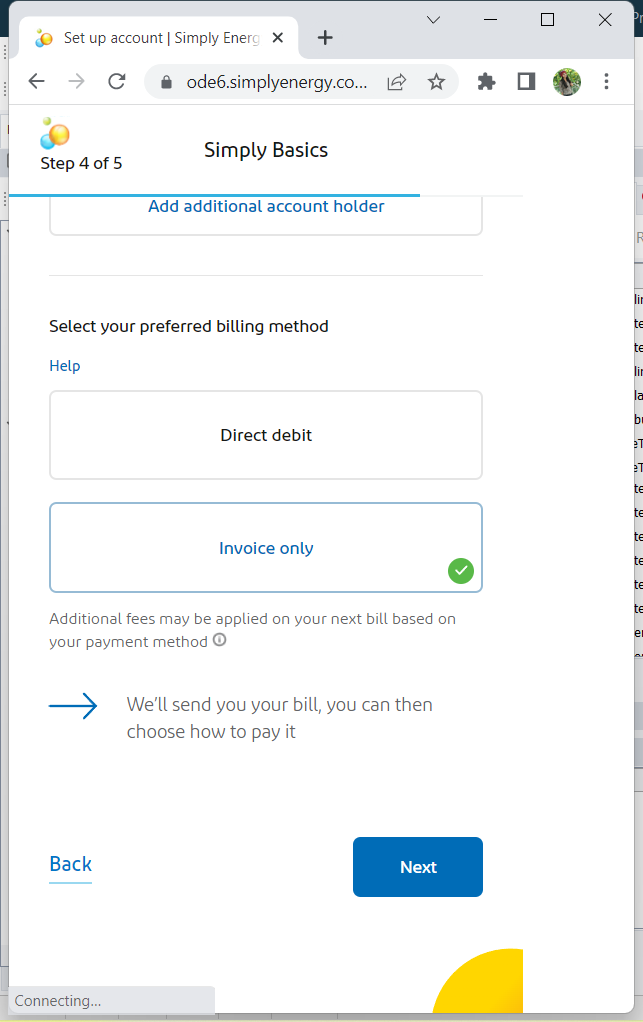 Set up account | Simply Energ
ode6.simplyenergy.co...
Step 4 of 5
Simply Basics
Add additional account holder
Select your preferred billing method
Help
Direct debit
Invoice only
Additional fees may be applied on your next bill based on
your payment method
We'll send you your bill, you can then
choose how to pay it
Back
Next
Connecting...